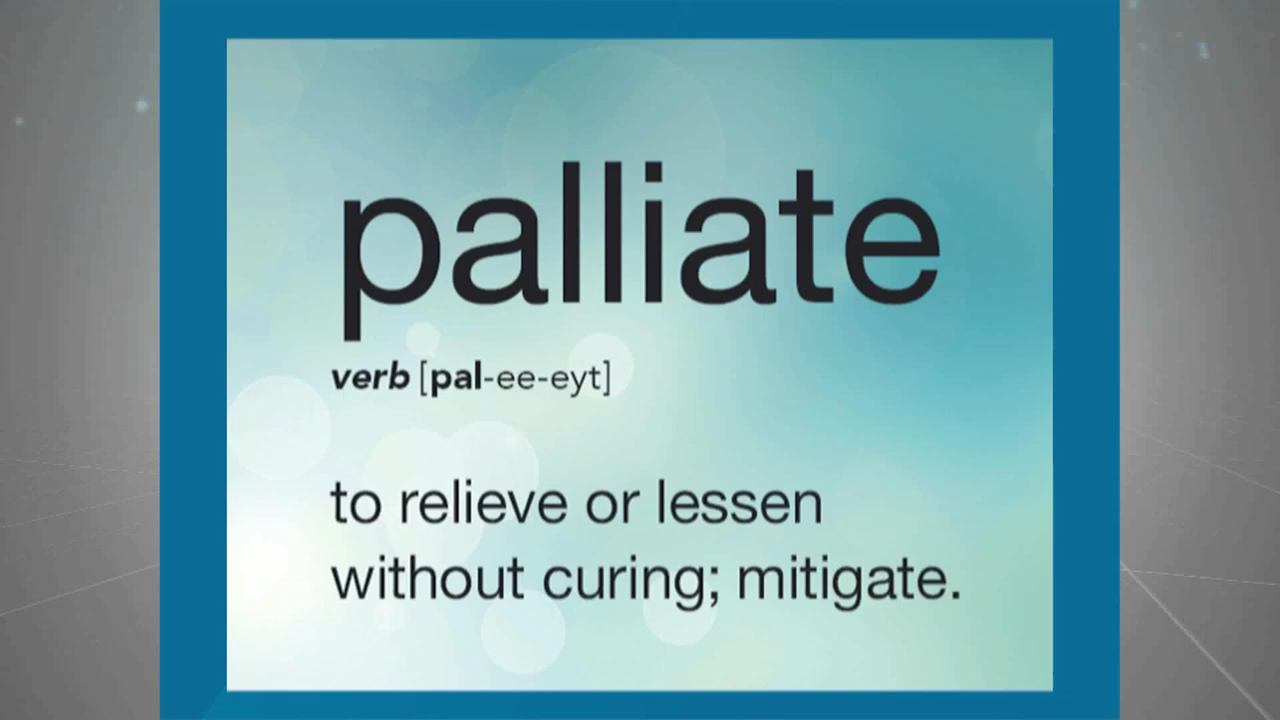 palliate
verb [pal-ee-eyt]
to relieve or lessen
without curing; mitigate.